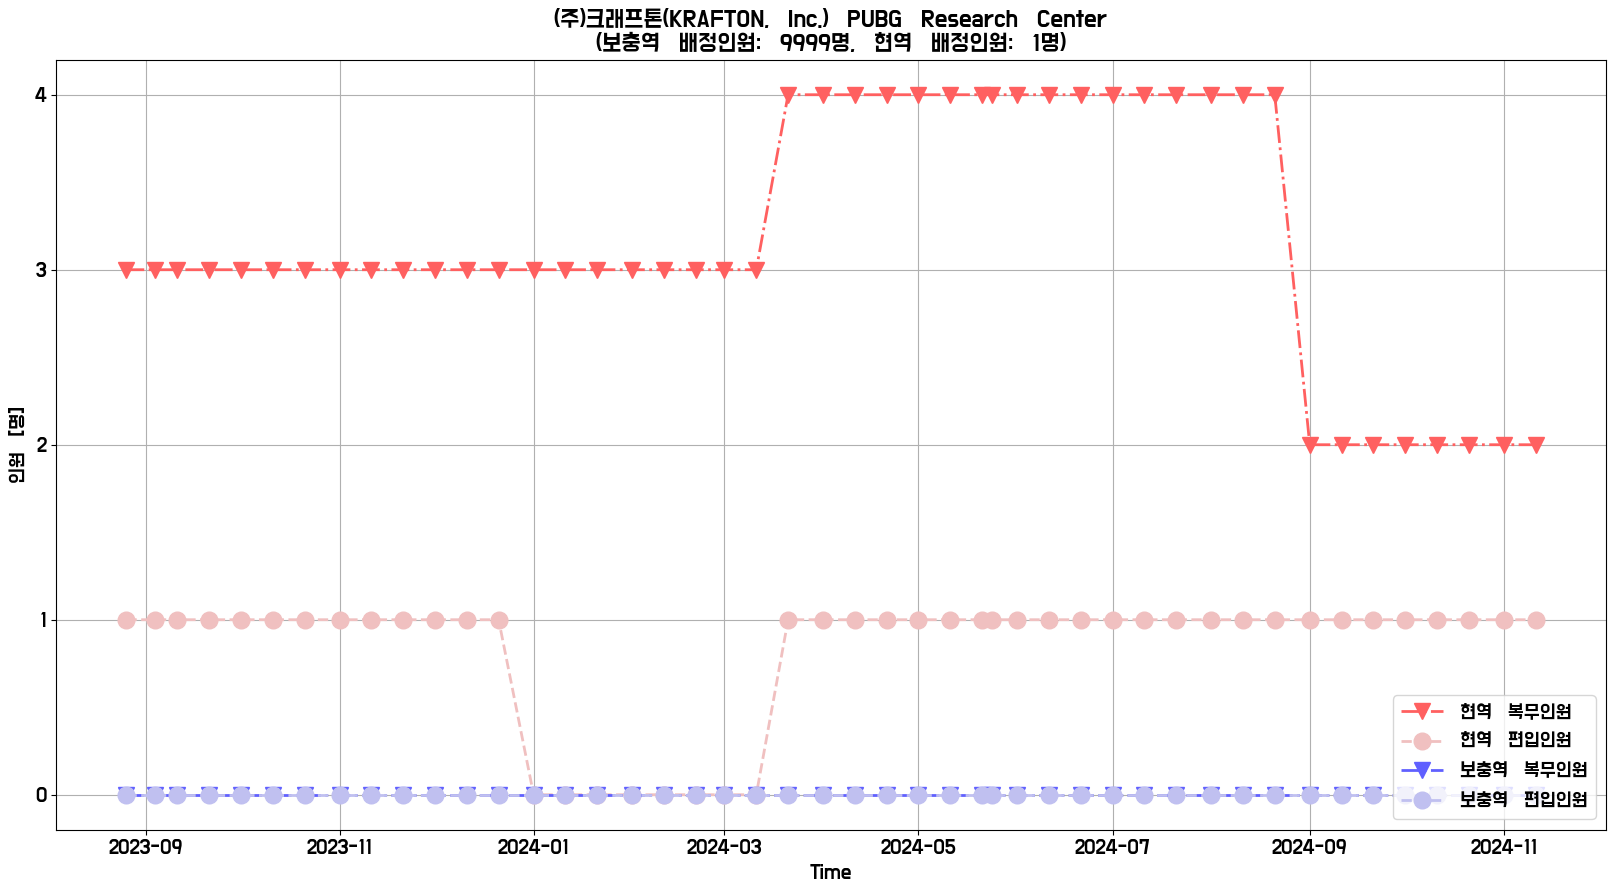 (주)크래프톤(KRAFTON, Inc.) PUBG Research Center
(보충역 배정인원: 9999명, 현역 배정인원: 1명)
4
3
2
1
0
인원 [명]
2023-09
2023-11
2024-01
2024-03
2024-05
2024-07
2024-09
2024-11
Time
현역 복무인원
현역 편입인원
보충역 복무인원
보충역 편입인원